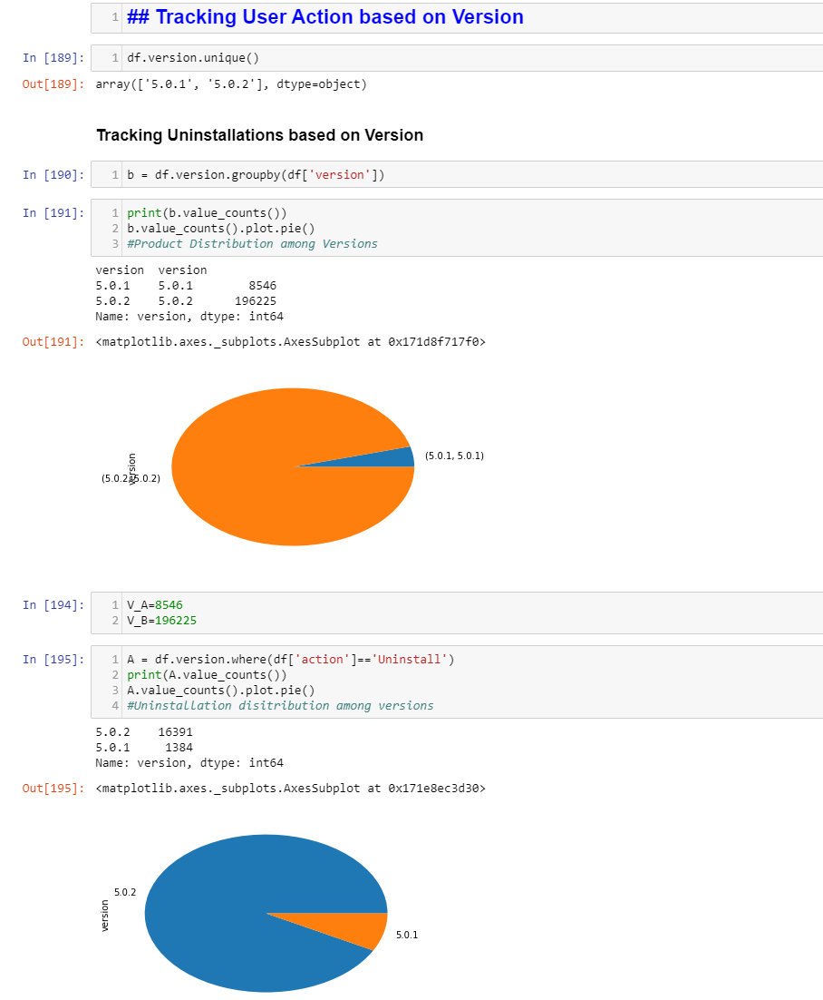 1 ## Tracking User Action based on Version
In [189]: 1 df.version.unique()
Out[189]: array(['5.0.1', '5.0.2'], dtype=object)
Tracking Uninstallations based on Version
In [190]: 1 b = df.version.groupby(df['version'])
In [191]: 1 print(b.value_counts())
2 b.value_counts().plot.pie()
3 #Product Distribution among Versions
version version
5.0.1 5.0.1 8546
5.0.2 5.0.2 196225
Name: version, dtype: int64
Out[191]: <matplotlib.axes._subplots.AxesSubplot at 0x171d8f717f0>
(5.0.1, 5.0.1)
version
(5.0.2, 5.0.2)
In [194]: 1 V_A=8546
2 V_B=196225
In [195]: 1 A = df.version.where(df['action']=='Uninstall')
2 print(A.value_counts())
3 A.value_counts().plot.pie()
4 #Uninstallation disitribution among versions
5.0.2 16391
5.0.1 1384
Name: version, dtype: int64
Out[195]: <matplotlib.axes._subplots.AxesSubplot at 0x171e8ec3d30>
5.0.2
version
5.0.1